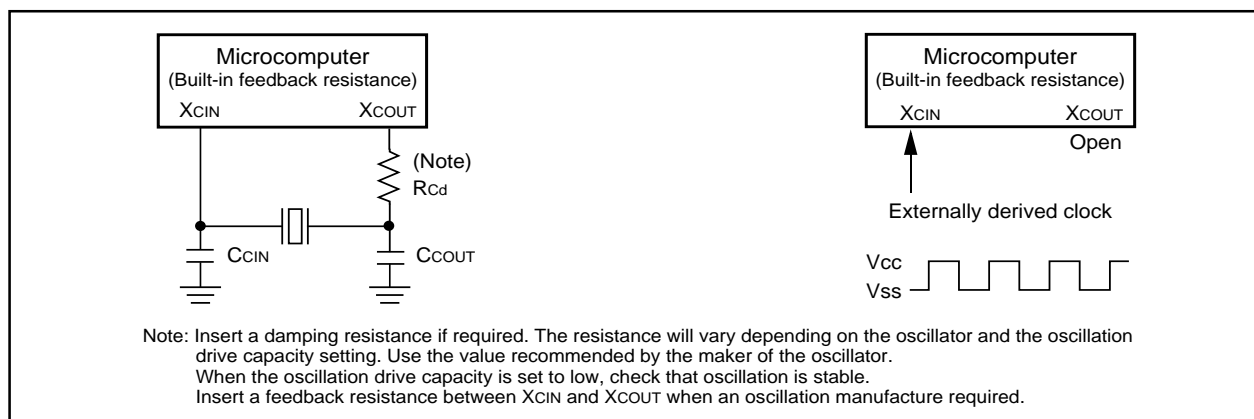 Microcomputer
(Built-in feedback resistance)
XCIN XCOUT
(Note)
RCd
CCIN
CCOUT
Microcomputer
(Built-in feedback resistance)
XCIN XCOUT
Open
Externally derived clock
Vcc
Vss
Note: Insert a damping resistance if required. The resistance will vary depending on the oscillator and the oscillation
drive capacity setting. Use the value recommended by the maker of the oscillator.
When the oscillation drive capacity is set to low, check that oscillation is stable.
Insert a feedback resistance between XCIN and XCOUT when an oscillation manufacture required.